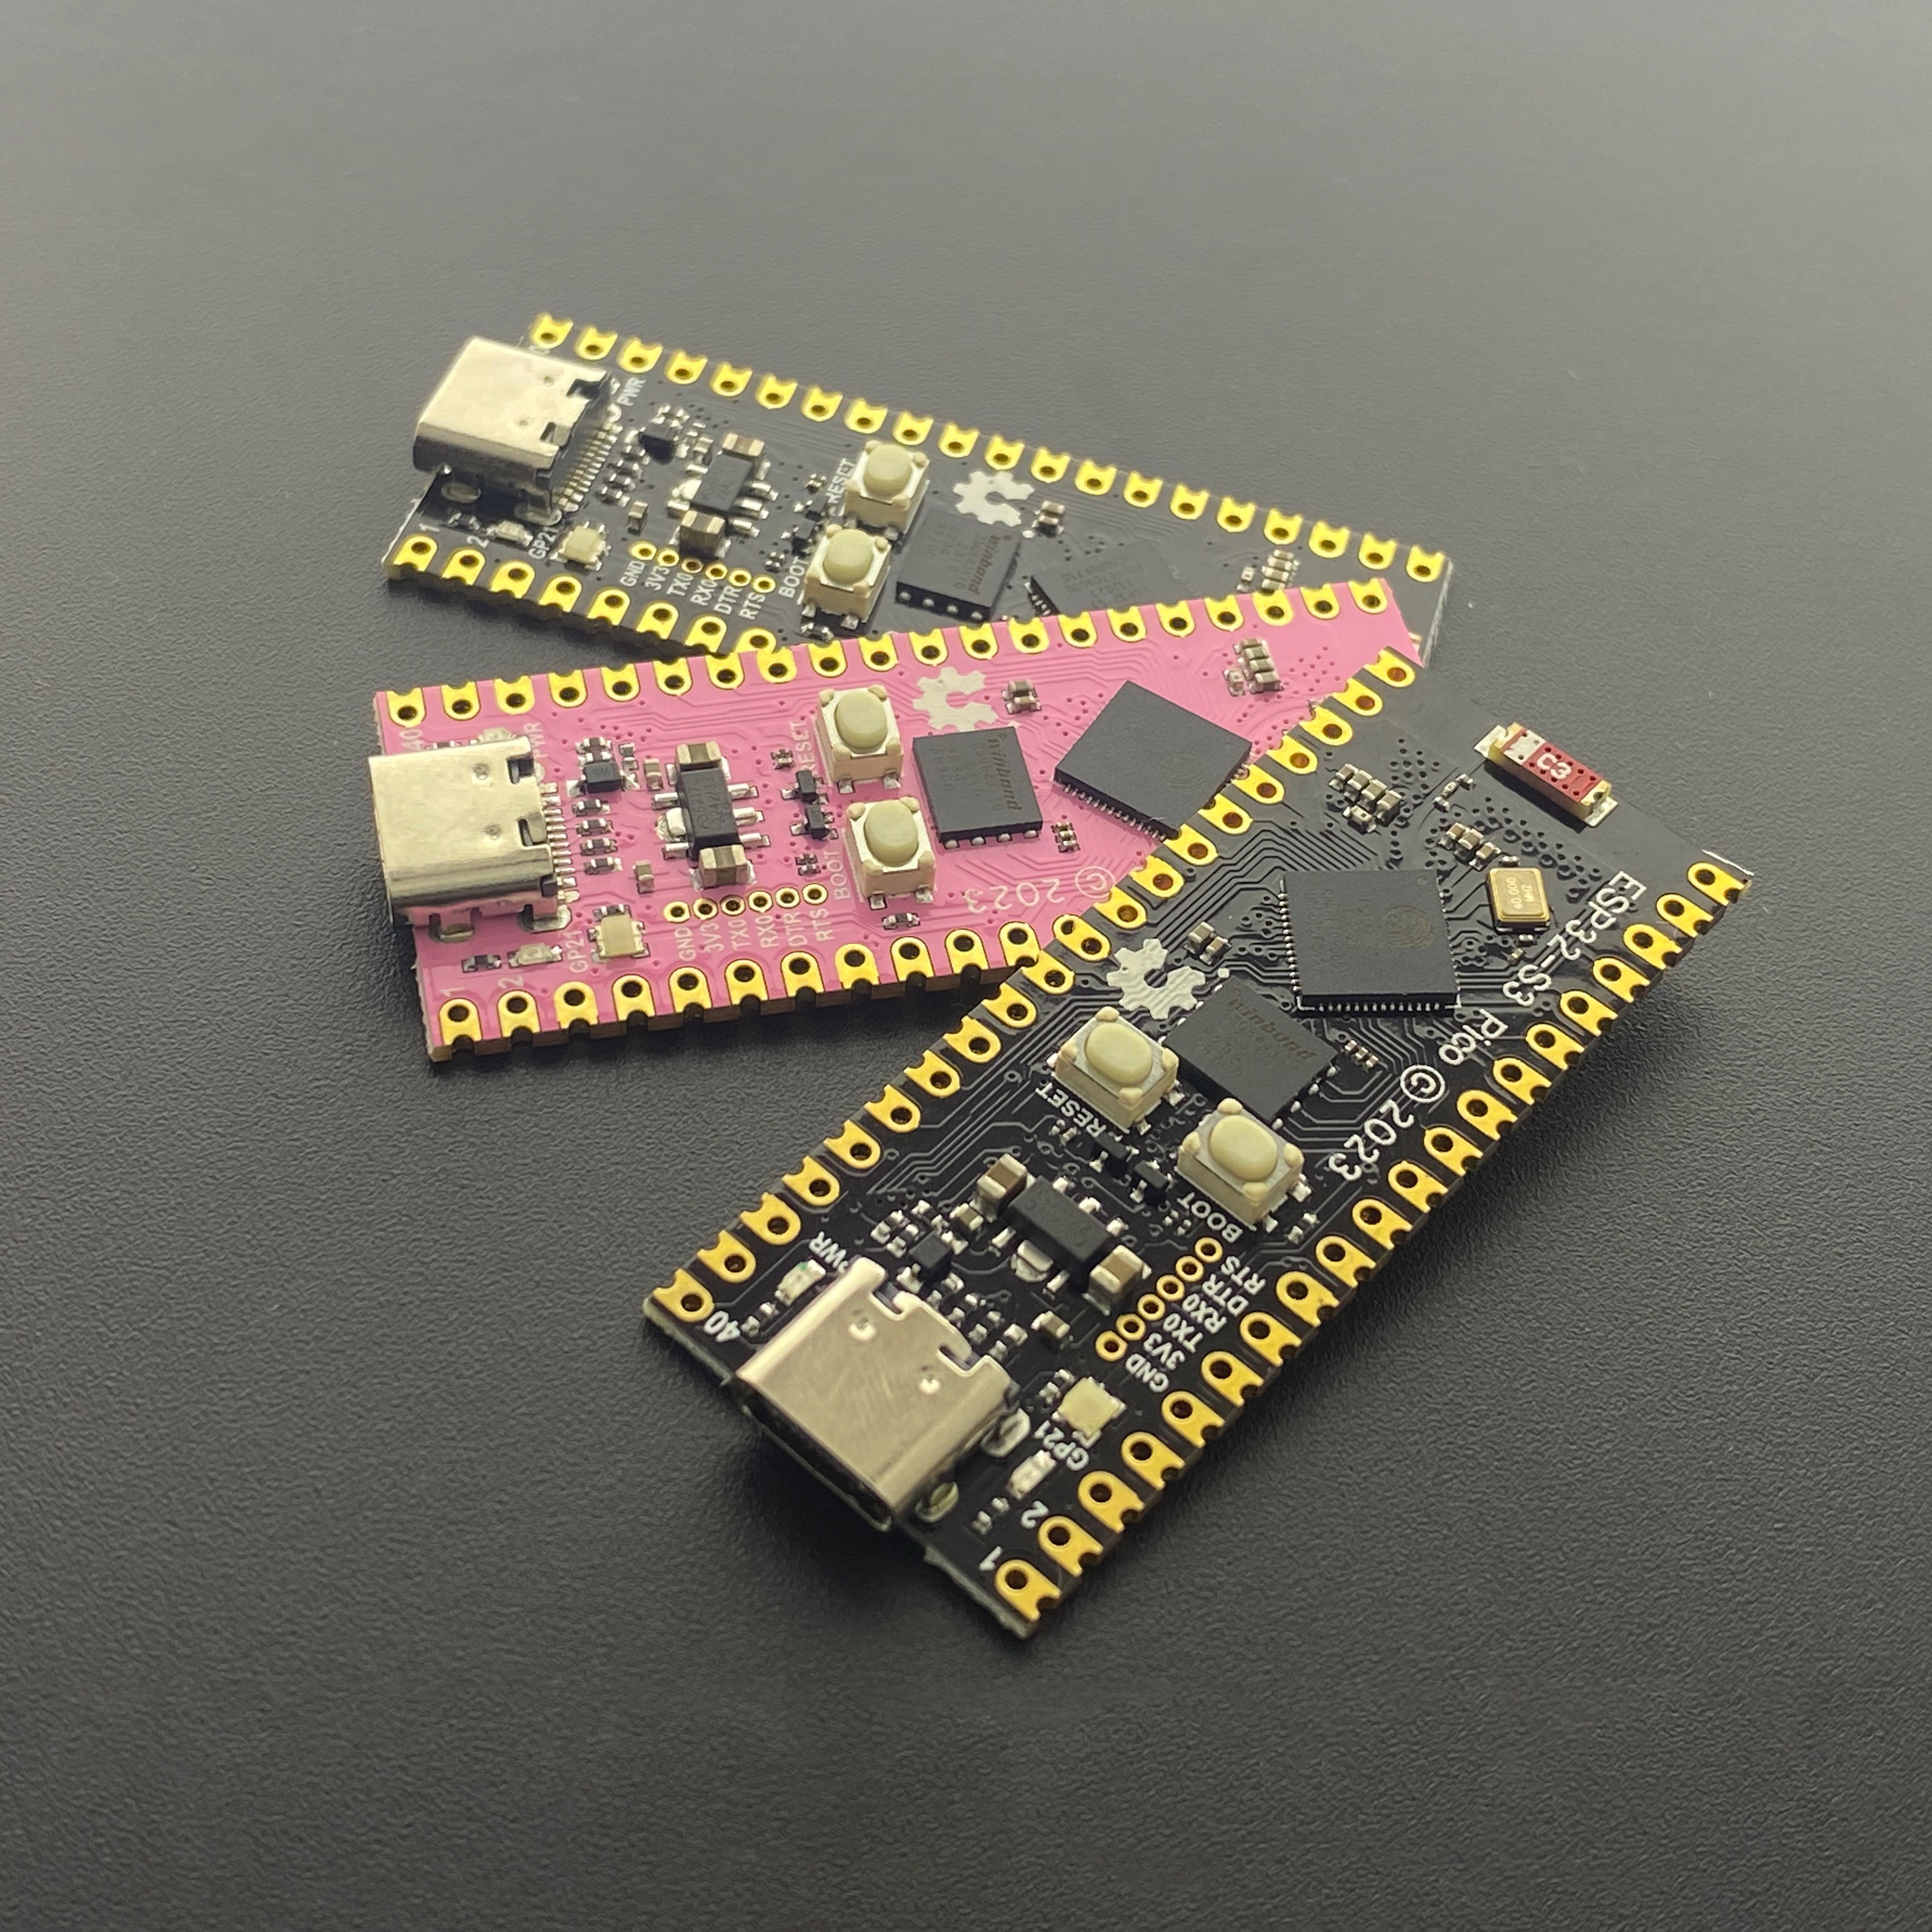 PWR
1
2
GP21
GND
3V3
TX0
RX0
DTR
RTS
RESET
BOOT
winbond
40
PWR
1
2
GP21
GND
3V3
TX0
RX0
DTR
RTS
RESET
BOOT
winbond
© 2023
C3
40.000
MHZ
ESP32-S3 Pico © 2023
winbond
RESET
BOOT
RTS
DTR
RX0
TX0
3V3
GND
PWR
40
GP21
2
1